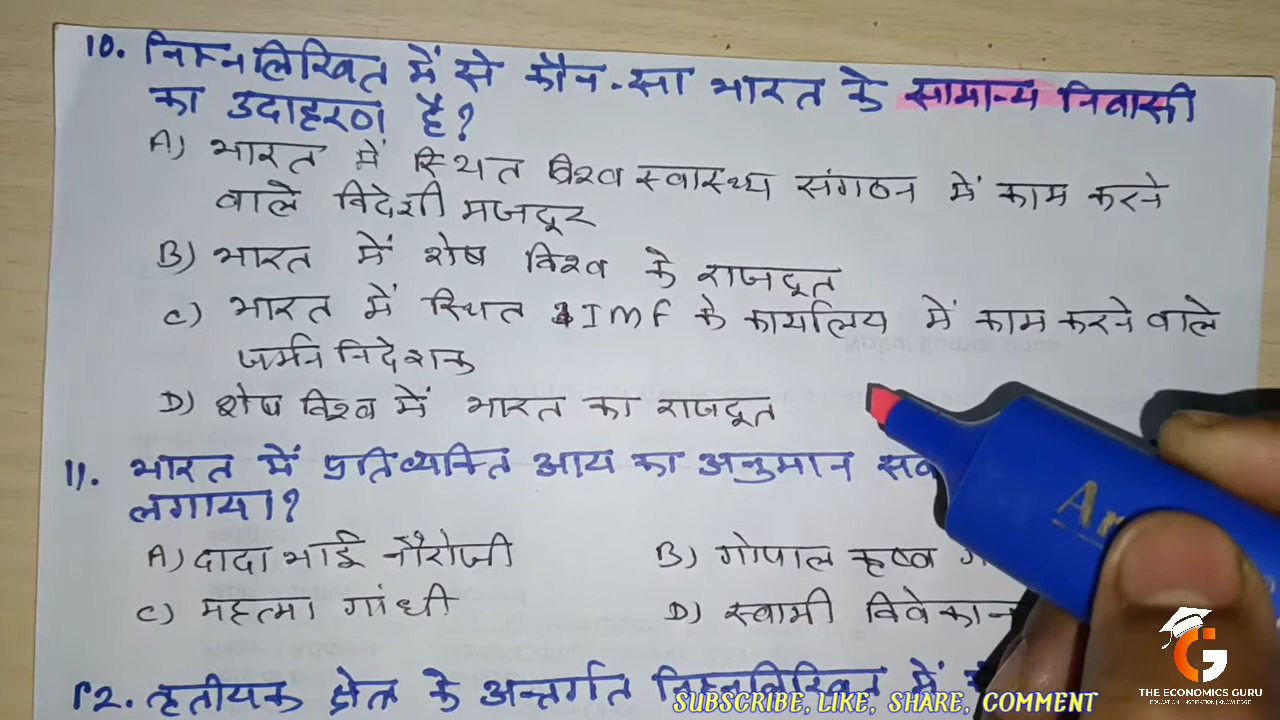 10. निम्नलिखित में से कौन-सा भारत के सामान्य निवासी
का उदाहरण है?
A) भारत में स्थित विश्व स्वास्थ्य संगठन में काम करने
वाले विदेशी मजदूर
B) भारत में शेष विश्व के राजदूत
C) भारत में स्थित IMF के कार्यालय में काम करने वाले
जर्मन निदेशक
D) शेष विश्व में भारत का राजदूत
11. भारत में प्रतिव्यक्ति आय का अनुमान
लगाया?
A) दादा भाई नौरोजी B) गोपाल कृष्ण
C) महत्मा गांधी D) स्वामी
12. तृतीयक क्षेत्र के अन्तर्गत निम्नलिखित में
SUBSCRIBE, LIKE, SHARE, COMMENT
G
THE ECONOMICS GURU